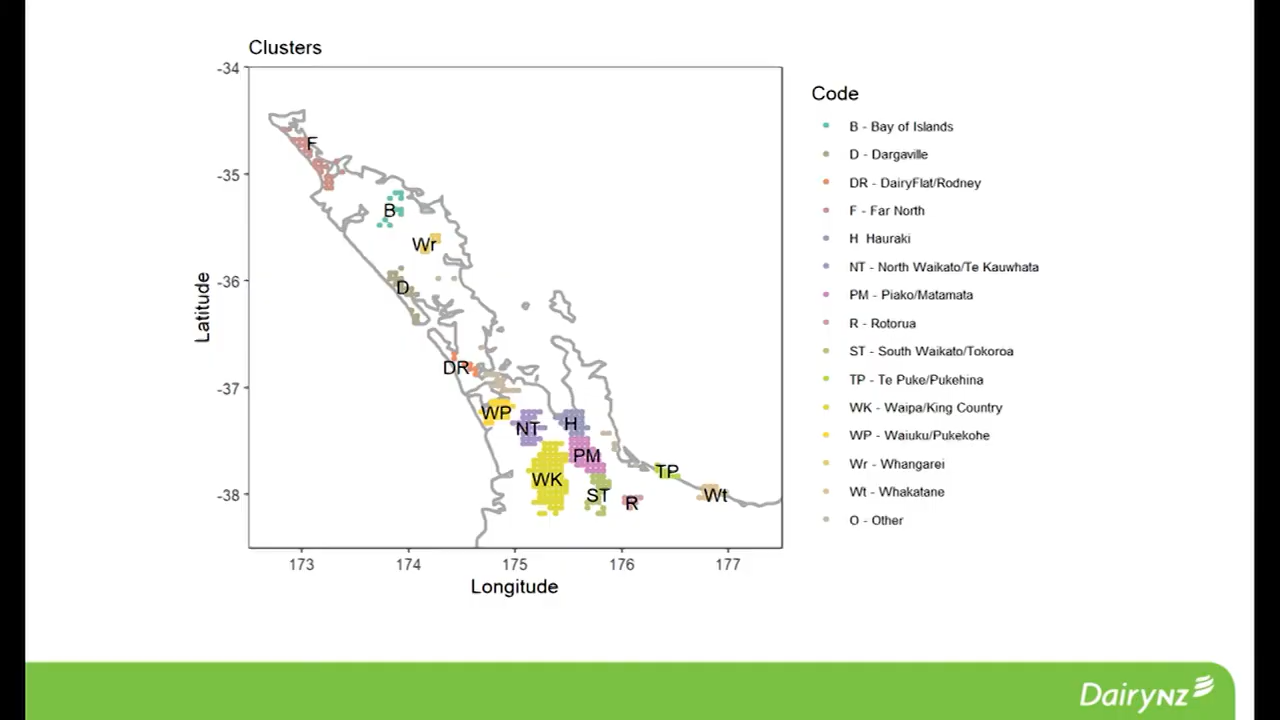 Clusters
-34
-35
-36
-37
-38
Latitude
173 174 175 176 177
Longitude
F
B
Wr
D
DR
WP
NT
H
PM
WK
ST
R
TP
Wt
Code
B - Bay of Islands
D - Dargaville
DR - DairyFlat/Rodney
F - Far North
H Hauraki
NT - North Waikato/Te Kauwhata
PM - Piako/Matamata
R - Rotorua
ST - South Waikato/Tokoroa
TP - Te Puke/Pukehina
WK - Waipa/King Country
WP - Waiuku/Pukekohe
Wr - Whangarei
Wt - Whakatane
O - Other
DairyNZ